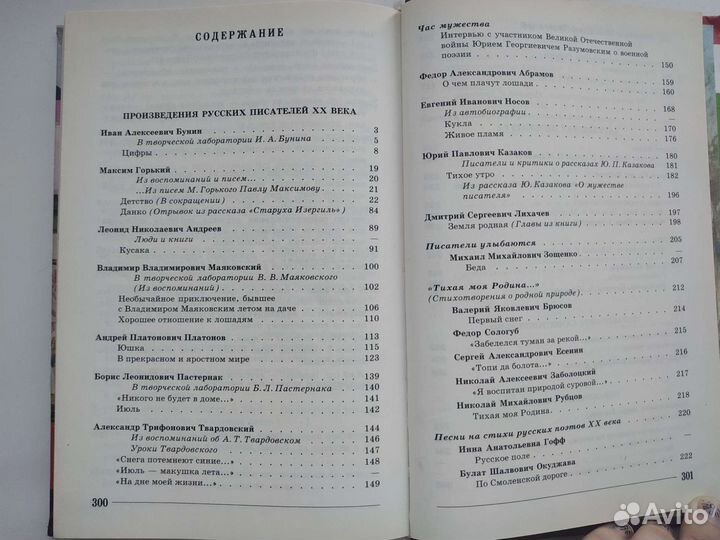 СОДЕРЖАНИЕ
ПРОИЗВЕДЕНИЯ РУССКИХ ПИСАТЕЛЕЙ XX ВЕКА
Иван Алексеевич Бунин . . . 3
В творческой лаборатории И. А. Бунина . . . 5
Цифры . . . 8
Максим Горький . . . 19
Из воспоминаний и писем... . . . 20
...Из писем М. Горького Павлу Максимову . . . 21
Детство (В сокращении) . . . 22
Данко (Отрывок из рассказа «Старуха Изергиль») . . . 84
Леонид Николаевич Андреев . . . 89
Люди и книги . . . —
Кусака . . . 91
Владимир Владимирович Маяковский . . . 100
В творческой лаборатории В. В. Маяковского
(Из воспоминаний) . . . 102
Необычайное приключение, бывшее
с Владимиром Маяковским летом на даче . . . 106
Хорошее отношение к лошадям . . . 110
Андрей Платонович Платонов . . . 113
Юшка . . . 115
В прекрасном и яростном мире . . . 123
Борис Леонидович Пастернак . . . 139
В творческой лаборатории Б. Л. Пастернака . . . 140
«Никого не будет в доме...» . . . 141
Июль . . . 142
Александр Трифонович Твардовский . . . 144
Из воспоминаний об А. Т. Твардовском . . . 146
Уроки Твардовского . . . 147
«Снега потемнеют синие...» . . . 148
«Июль — макушка лета...» . . . —
«На дне моей жизни...» . . . 149
300
Час мужества
Интервью с участником Великой Отечественной
войны Юрием Георгиевичем Разумовским о военной
поэзии . . . 150
Федор Александрович Абрамов . . . 159
О чем плачут лошади . . . 160
Евгений Иванович Носов . . . 168
Из автобиографии . . . —
Кукла . . . 170
Живое пламя . . . 176
Юрий Павлович Казаков . . . 180
Писатели и критики о рассказах Ю. П. Казакова . . . 181
Тихое утро . . . 182
Из рассказа Ю. Казакова «О мужестве
писателя» . . . 196
Дмитрий Сергеевич Лихачев . . . 197
Земля родная (Главы из книги) . . . 198
Писатели улыбаются . . . 205
Михаил Михайлович Зощенко . . . —
Беда . . . 207
«Тихая моя Родина...»
(Стихотворения о родной природе) . . . 212
Валерий Яковлевич Брюсов . . . 214
Первый снег . . . —
Федор Сологуб . . . 215
«Забелелся туман за рекой...» . . . —
Сергей Александрович Есенин . . . 216
«Топи да болота...» . . . —
Николай Алексеевич Заболоцкий . . . 217
«Я воспитан природой суровой...» . . . —
Николай Михайлович Рубцов . . . 218
Тихая моя Родина . . . —
Песни на стихи русских поэтов XX века . . . 220
Инна Анатольевна Гофф . . . —
Русское поле . . . —
Булат Шалвович Окуджава . . . 222
По Смоленской дороге . . . —
301
Avito